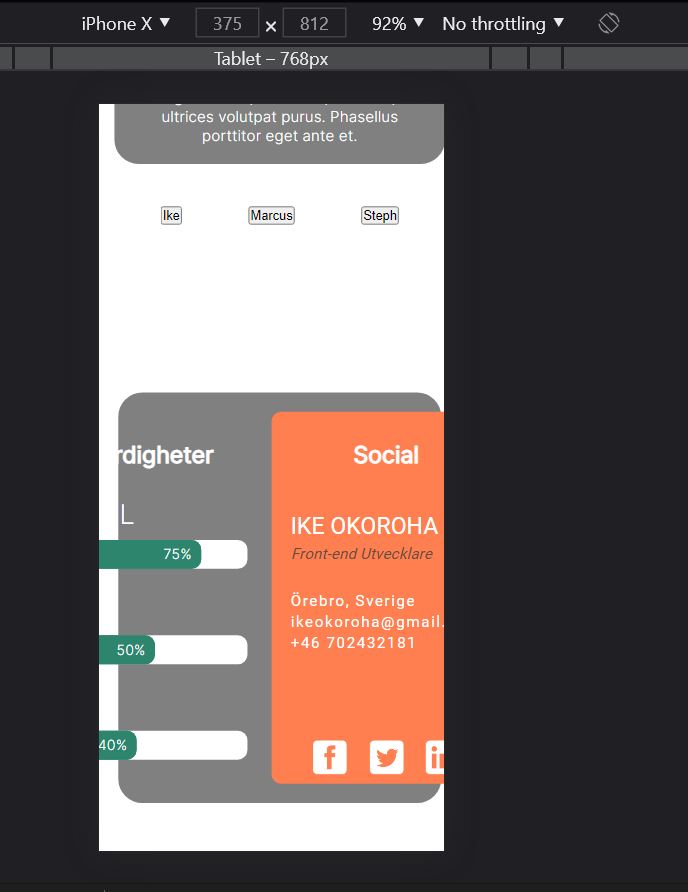 iPhone X ▼ 375 × 812 92% ▼ No throttling ▼
Tablet – 768px
ultrices volutpat purus. Phasellus
porttitor eget ante et.
Ike Marcus Steph
rdigheter
Social
L
IKE OKOROHA
75%
Front-end Utvecklare
Örebro, Sverige
ikeokoroha@gmail.
+46 702432181
50%
40%